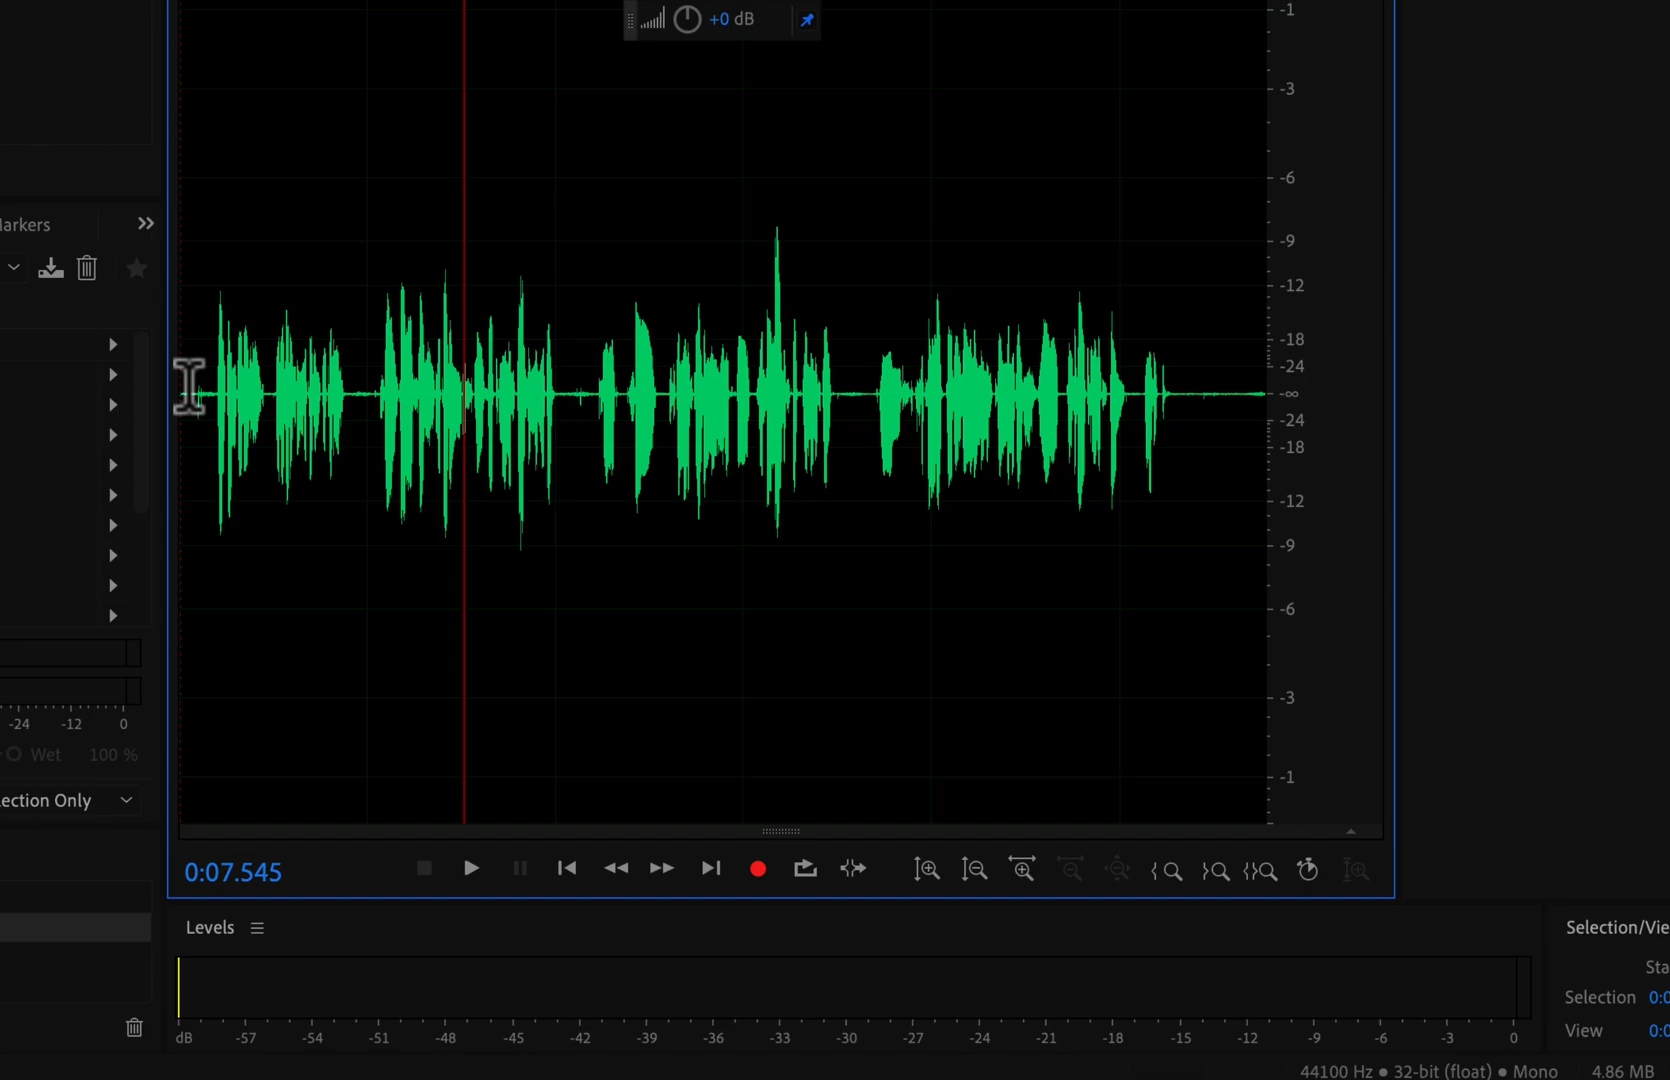 +0 dB
-1
-3
-6
-9
-12
-18
-24
-∞
-24
-18
-12
-9
-6
-3
-1
Markers
-24 -12 0
Wet 100 %
Only
0:07.545
Levels
dB -57 -54 -51 -48 -45 -42 -39 -36 -33 -30 -27 -24 -21 -18 -15 -12 -9 -6 -3 0
Selection/Vie
Sta
Selection 0:0
View 0:0
44100 Hz ● 32-bit (float) ● Mono 4.86 MB